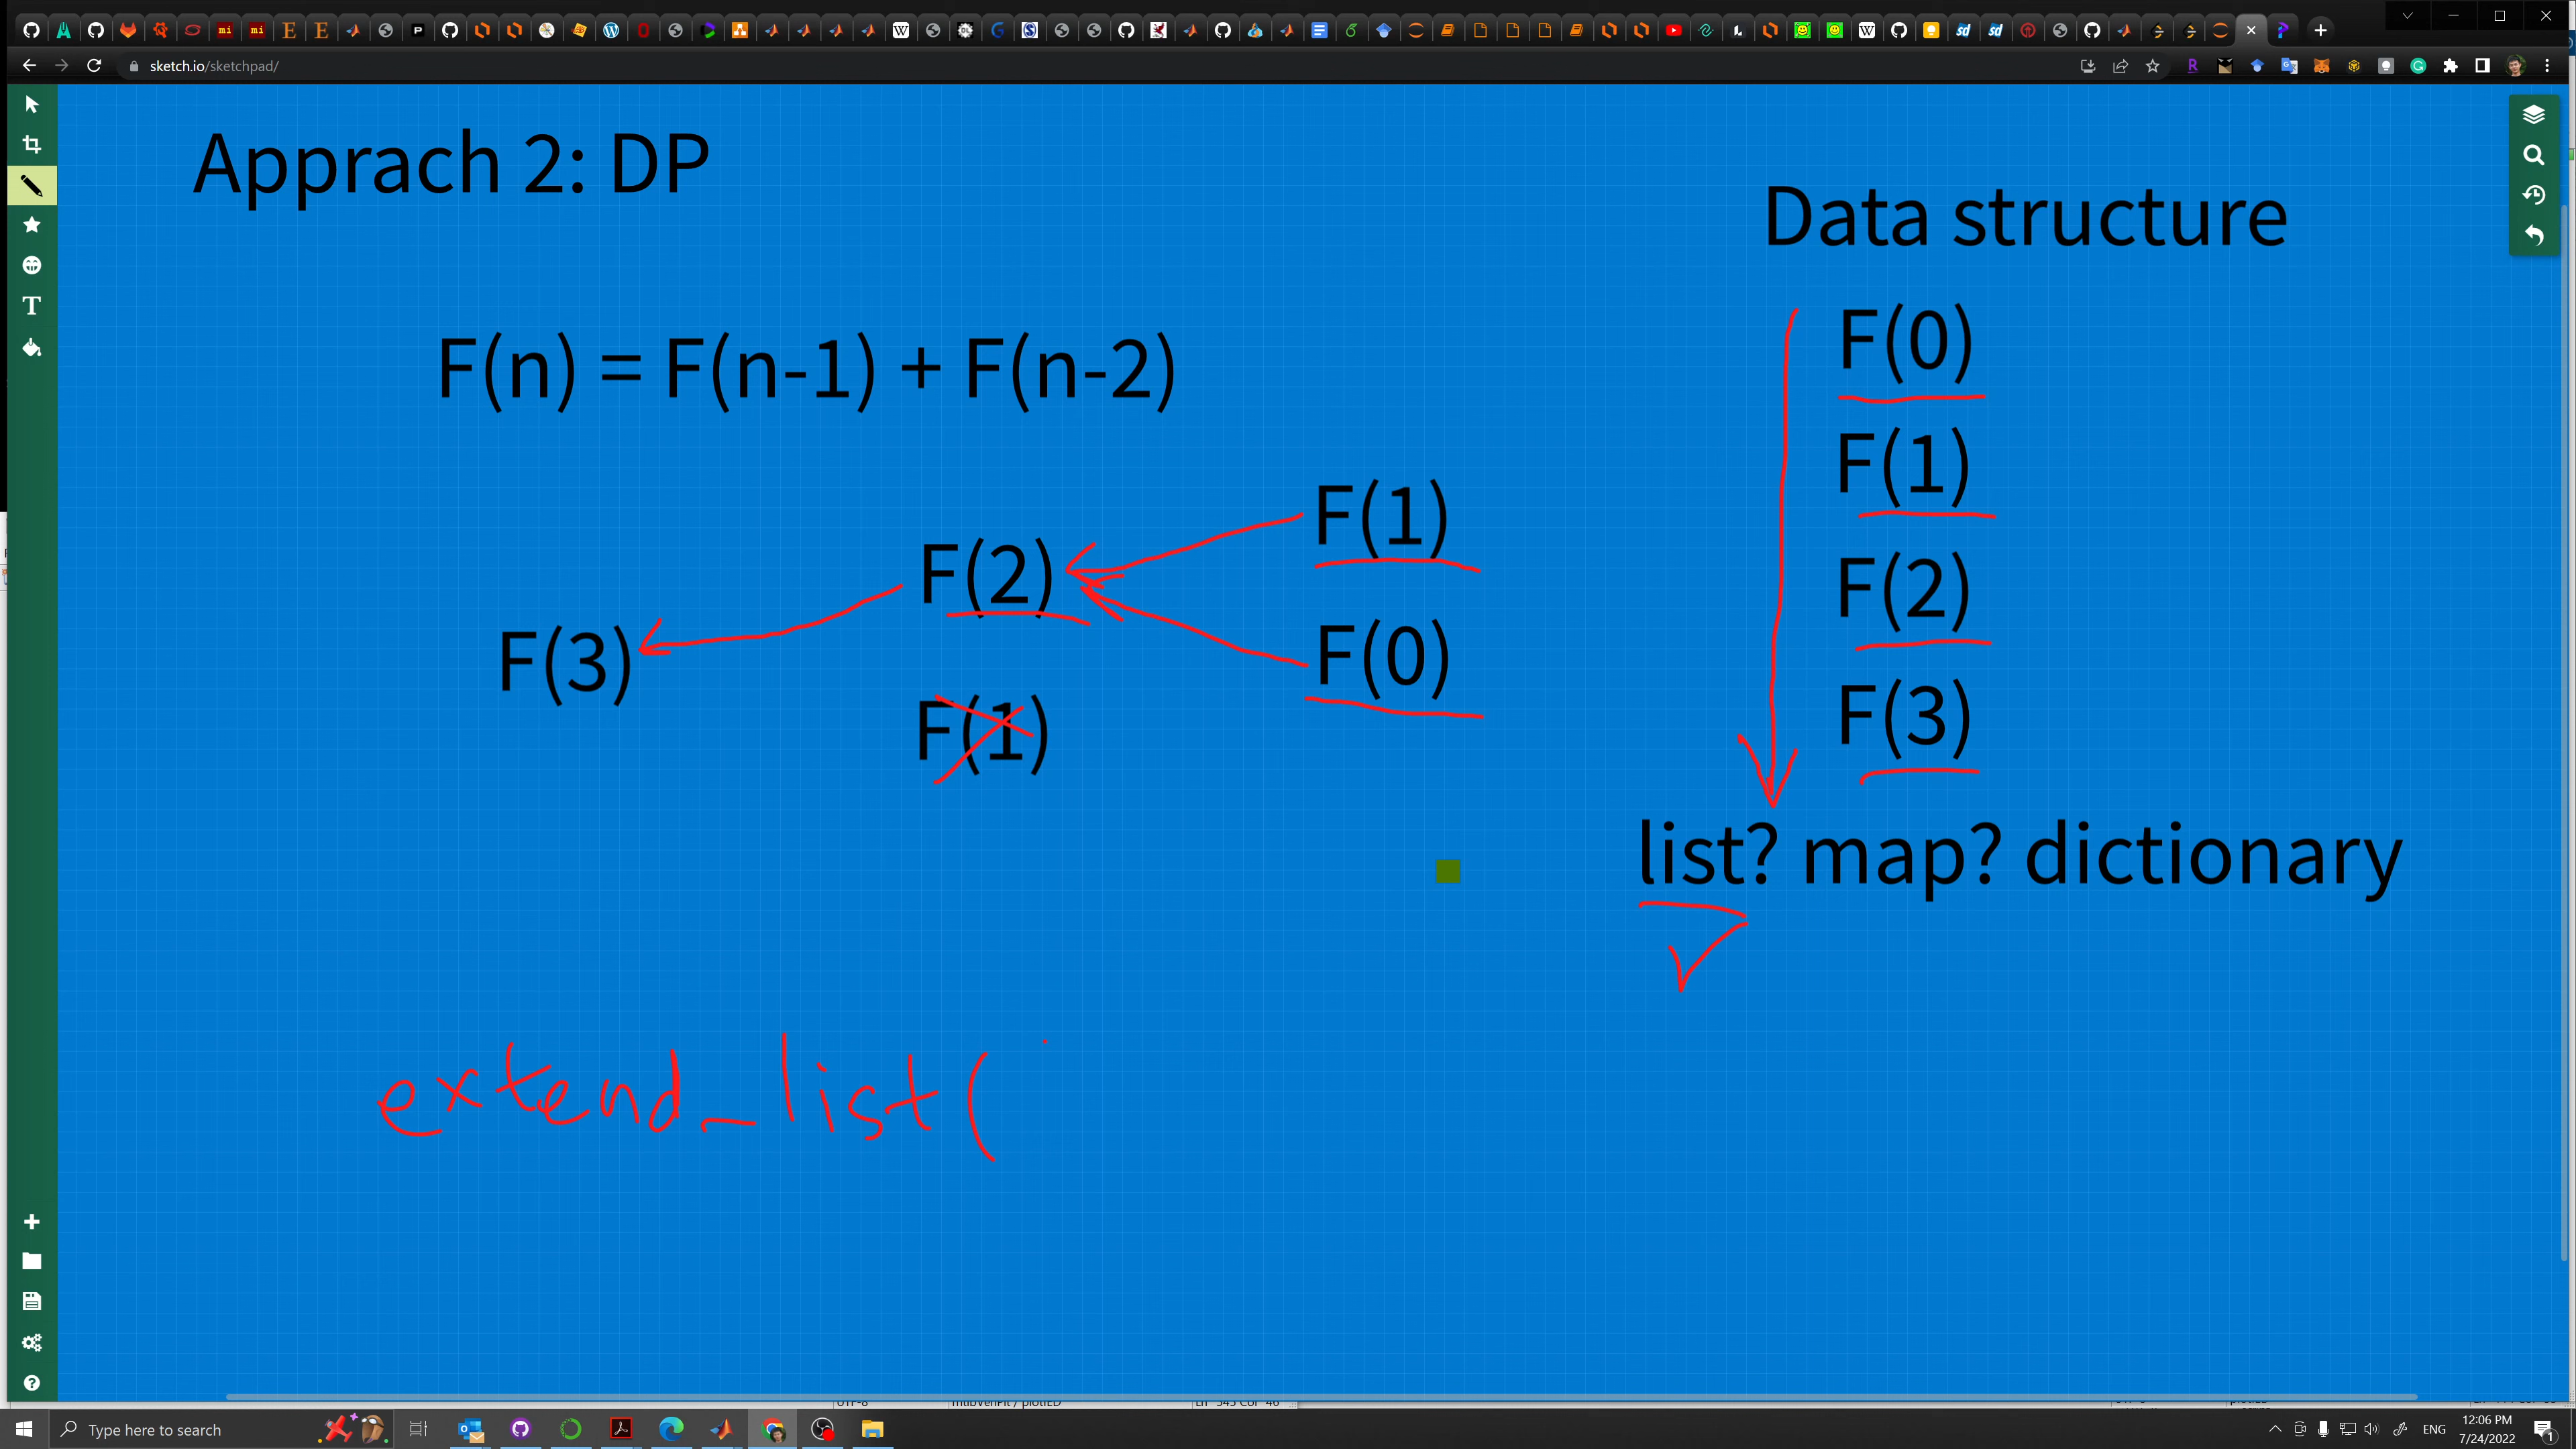 sketch.io/sketchpad/
Apprach 2: DP
Data structure
F(n) = F(n-1) + F(n-2)
F(0)
F(1)
F(2)
F(3)
F(1)
F(2)
F(0)
F(3)
F(1)
list? map? dictionary
extend_list(
Type here to search
ENG
12:06 PM
7/24/2022